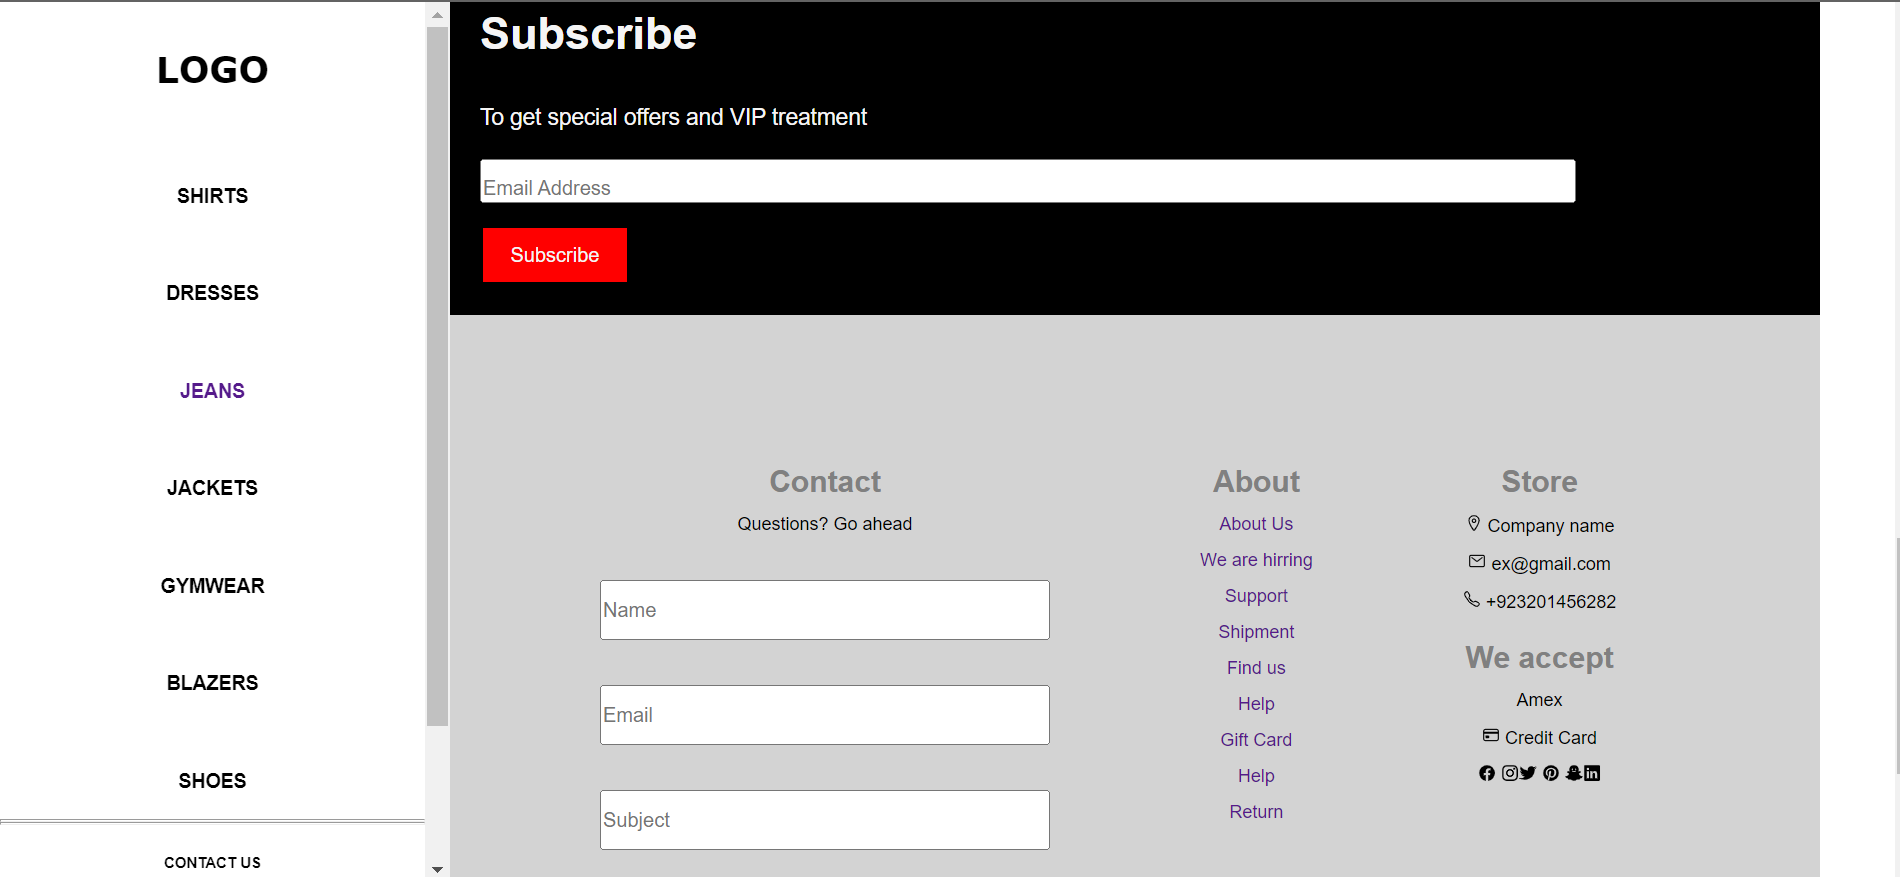 LOGO
SHIRTS
DRESSES
JEANS
JACKETS
GYMWEAR
BLAZERS
SHOES
CONTACT US
Subscribe
To get special offers and VIP treatment
Email Address
Subscribe
Contact
Questions? Go ahead
Name
Email
Subject
About
About Us
We are hirring
Support
Shipment
Find us
Help
Gift Card
Help
Return
Store
Company name
ex@gmail.com
+923201456282
We accept
Amex
Credit Card